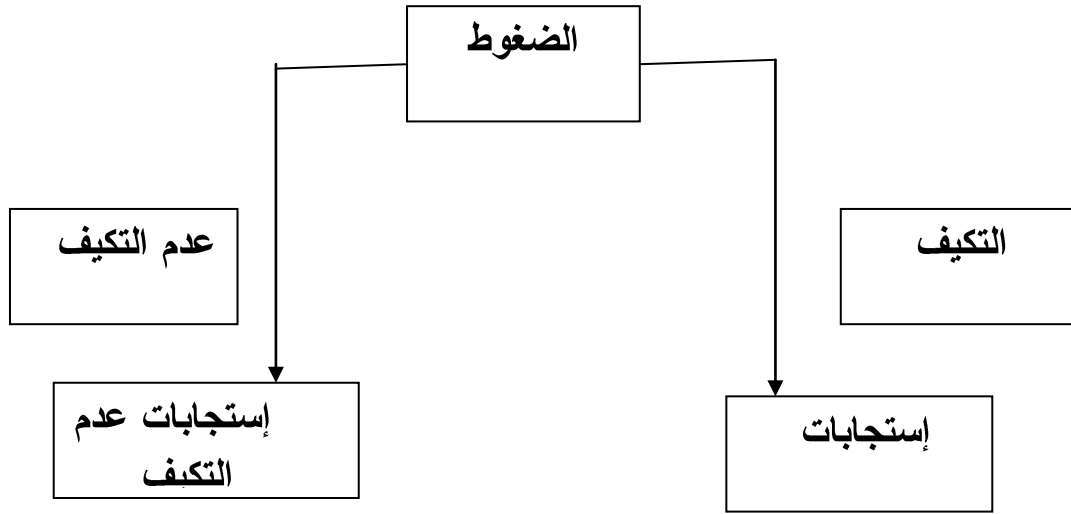 الضغوط
التكيف
عدم التكيف
إستجابات
إستجابات عدم
التكيف